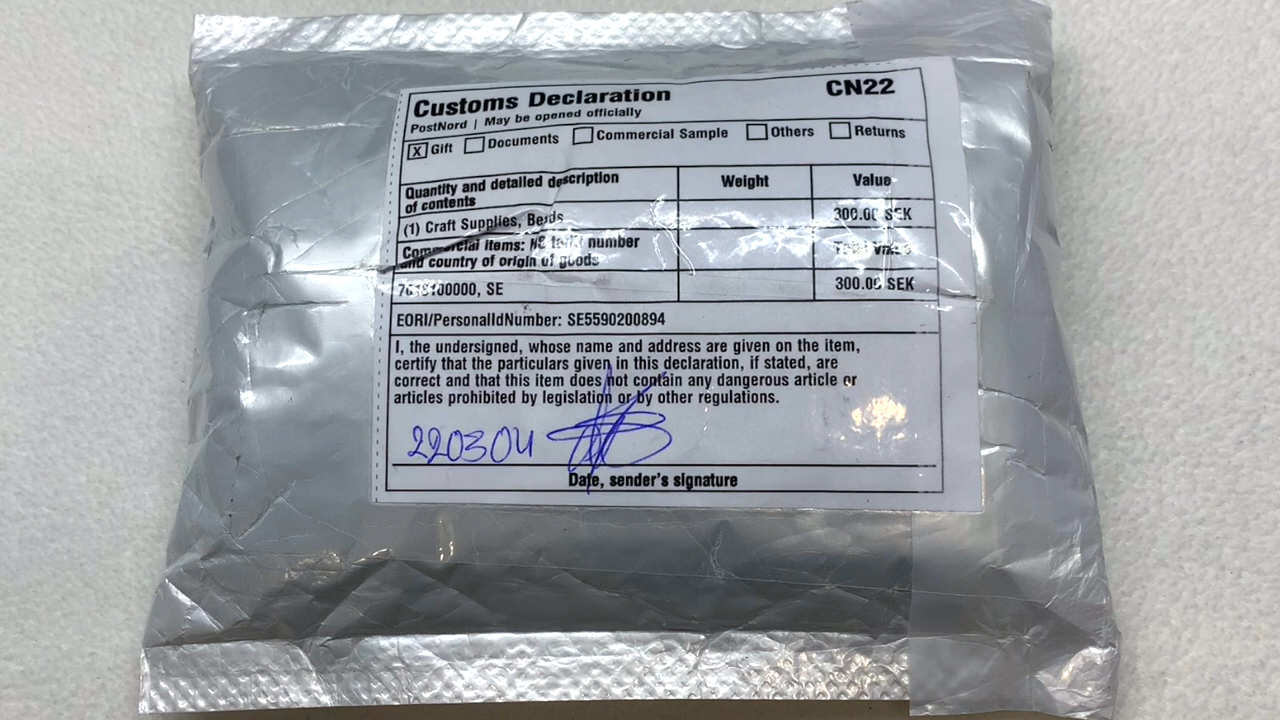 Customs Declaration CN22
PostNord | May be opened officially
X Gift Documents Commercial Sample Others Returns
Quantity and detailed description
of contents
Weight
Value
(1) Craft Supplies, 300.00 SEK
Commercial items: HS tariff number
and country of origin of goods
Total Value
7018100000, SE 300.00 SEK
EORI/PersonalIdNumber: SE5590200894
I, the undersigned, whose name and address are given on the item,
certify that the particulars given in this declaration, if stated, are
correct and that this item does not contain any dangerous article or
articles prohibited by legislation or by other regulations.
220304
Date, sender's signature